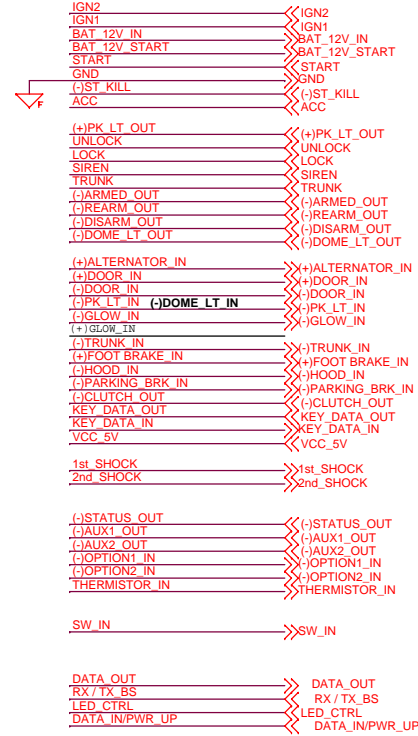 IGN2 IGN2
IGN1 IGN1
BAT_12V_IN BAT_12V_IN
BAT_12V_START BAT_12V_START
START START
GND GND
(-)ST_KILL (-)ST_KILL
ACC ACC
F
(+)PK_LT_OUT (+)PK_LT_OUT
UNLOCK UNLOCK
LOCK LOCK
SIREN SIREN
TRUNK TRUNK
(-)ARMED_OUT (-)ARMED_OUT
(-)REARM_OUT (-)REARM_OUT
(-)DISARM_OUT (-)DISARM_OUT
(-)DOME_LT_OUT (-)DOME_LT_OUT
(+)ALTERNATOR_IN (+)ALTERNATOR_IN
(+)DOOR_IN (+)DOOR_IN
(-)DOOR_IN (-)DOOR_IN
(-)PK_LT_IN (-)DOME_LT_IN (-)PK_LT_IN
(-)GLOW_IN (-)GLOW_IN
(+)GLOW_IN
(-)TRUNK_IN (-)TRUNK_IN
(+)FOOT BRAKE_IN (+)FOOT BRAKE_IN
(-)HOOD_IN (-)HOOD_IN
(-)PARKING_BRK_IN (-)PARKING_BRK_IN
(-)CLUTCH_OUT (-)CLUTCH_OUT
KEY_DATA_OUT KEY_DATA_OUT
KEY_DATA_IN KEY_DATA_IN
VCC_5V VCC_5V
1st_SHOCK 1st_SHOCK
2nd_SHOCK 2nd_SHOCK
(-)STATUS_OUT (-)STATUS_OUT
(-)AUX1_OUT (-)AUX1_OUT
(-)AUX2_OUT (-)AUX2_OUT
(-)OPTION1_IN (-)OPTION1_IN
(-)OPTION2_IN (-)OPTION2_IN
THERMISTOR_IN THERMISTOR_IN
SW_IN SW_IN
DATA_OUT DATA_OUT
RX / TX_BS RX / TX_BS
LED_CTRL LED_CTRL
DATA_IN/PWR_UP DATA_IN/PWR_UP